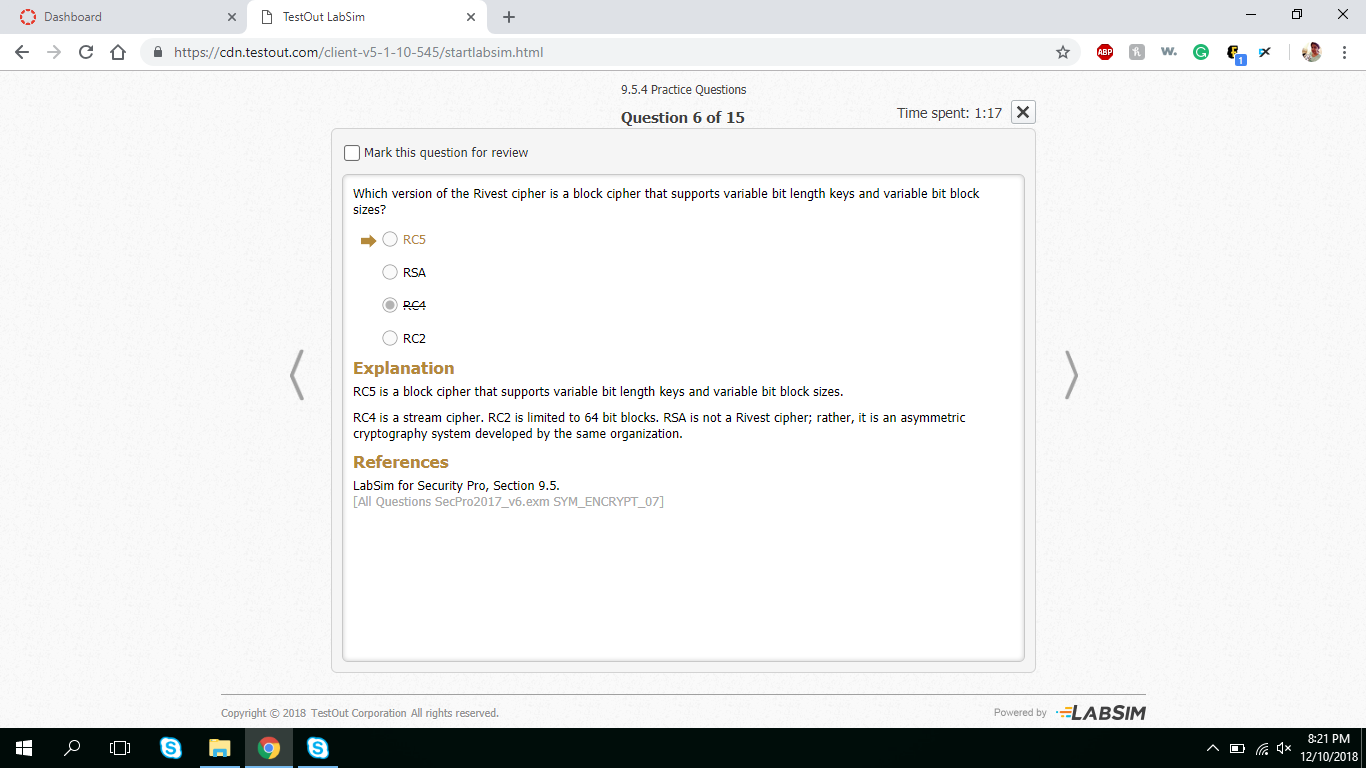 Dashboard
TestOut LabSim
https://cdn.testout.com/client-v5-1-10-545/startlabsim.html
ABP
w.
1
9.5.4 Practice Questions
Question 6 of 15
Time spent: 1:17
Mark this question for review
Which version of the Rivest cipher is a block cipher that supports variable bit length keys and variable bit block
sizes?
RC5
RSA
RC4
RC2
Explanation
RC5 is a block cipher that supports variable bit length keys and variable bit block sizes.
RC4 is a stream cipher. RC2 is limited to 64 bit blocks. RSA is not a Rivest cipher; rather, it is an asymmetric
cryptography system developed by the same organization.
References
LabSim for Security Pro, Section 9.5.
[All Questions SecPro2017_v6.exm SYM_ENCRYPT_07]
Copyright © 2018 TestOut Corporation All rights reserved.
Powered by LABSIM
8:21 PM
12/10/2018